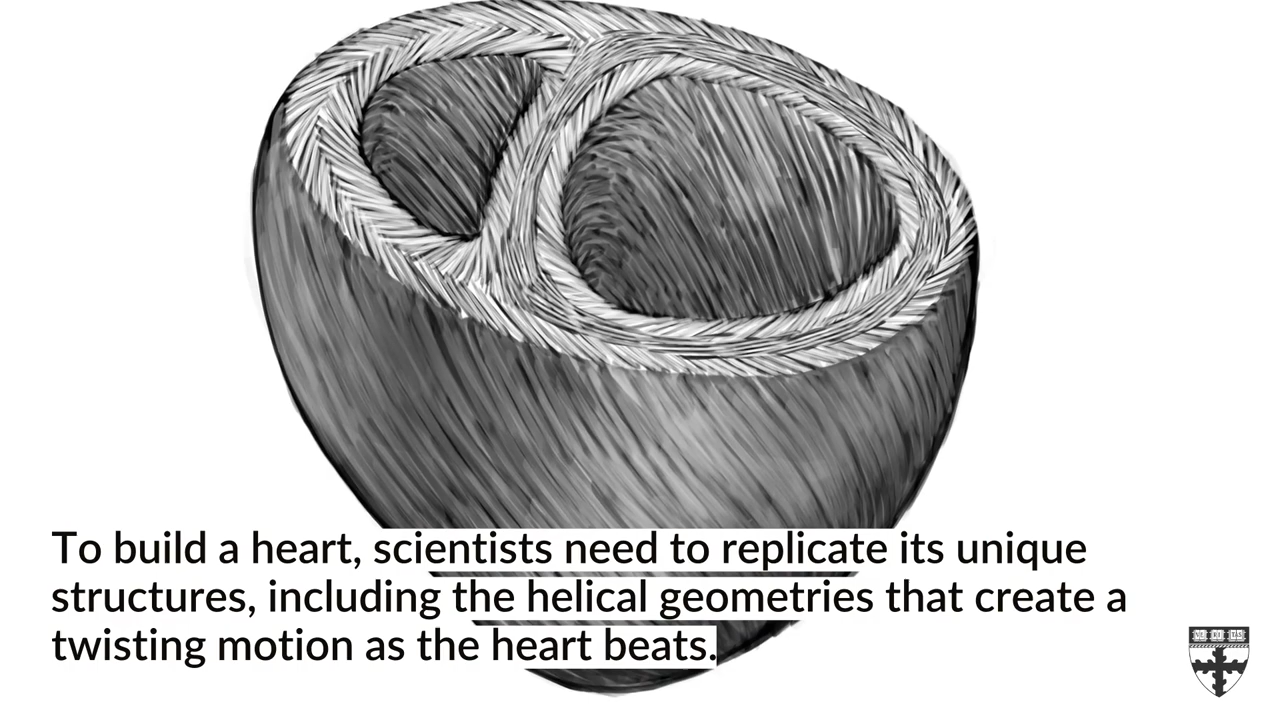 To build a heart, scientists need to replicate its unique
structures, including the helical geometries that create a
twisting motion as the heart beats.